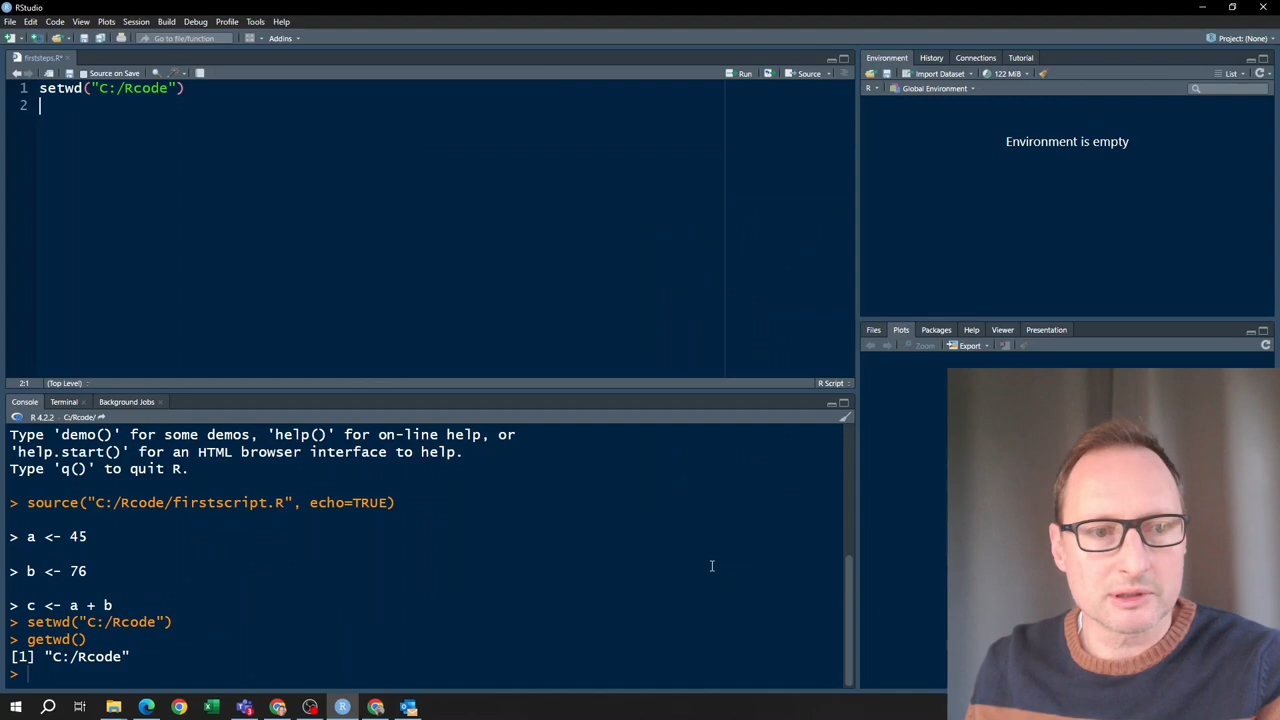 RStudio
File Edit Code View Plots Session Build Debug Profile Tools Help
Go to file/function Addins Project: (None)
firststeps.R*
Source on Save Run Source
1 setwd("C:/Rcode")
2
2:1 (Top Level) R Script
Console Terminal Background Jobs
R 4.2.2 C:/Rcode/
Type 'demo()' for some demos, 'help()' for on-line help, or
'help.start()' for an HTML browser interface to help.
Type 'q()' to quit R.
> source("C:/Rcode/firstscript.R", echo=TRUE)
> a <- 45
> b <- 76
> c <- a + b
> setwd("C:/Rcode")
> getwd()
[1] "C:/Rcode"
>
Environment History Connections Tutorial
Import Dataset 122 MiB List
R Global Environment
Environment is empty
Files Plots Packages Help Viewer Presentation
Zoom Export